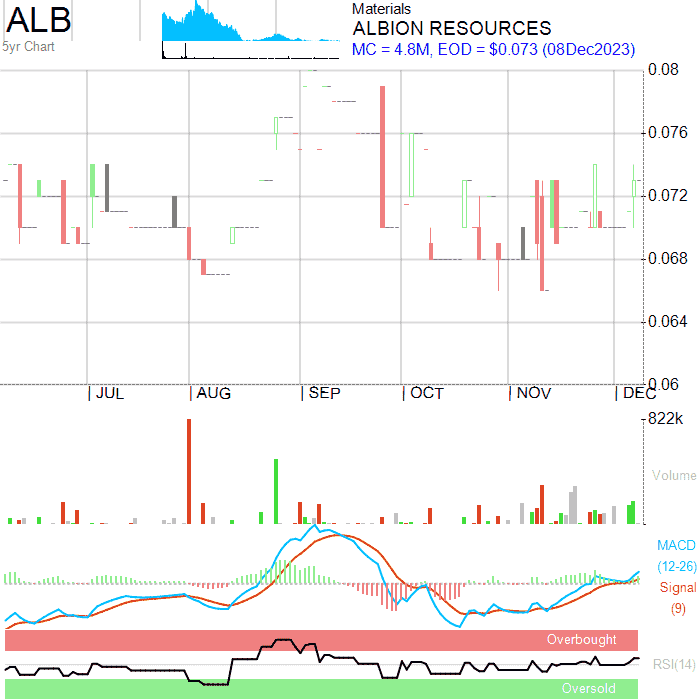 ALB
5yr Chart
Materials
ALBION RESOURCES
MC = 4.8M, EOD = $0.073 (08Dec2023)
0.08
0.076
0.072
0.068
0.064
0.06
JUL AUG SEP OCT NOV DEC
822k
Volume
MACD
(12-26)
Signal
(9)
Overbought
RSI(14)
Oversold